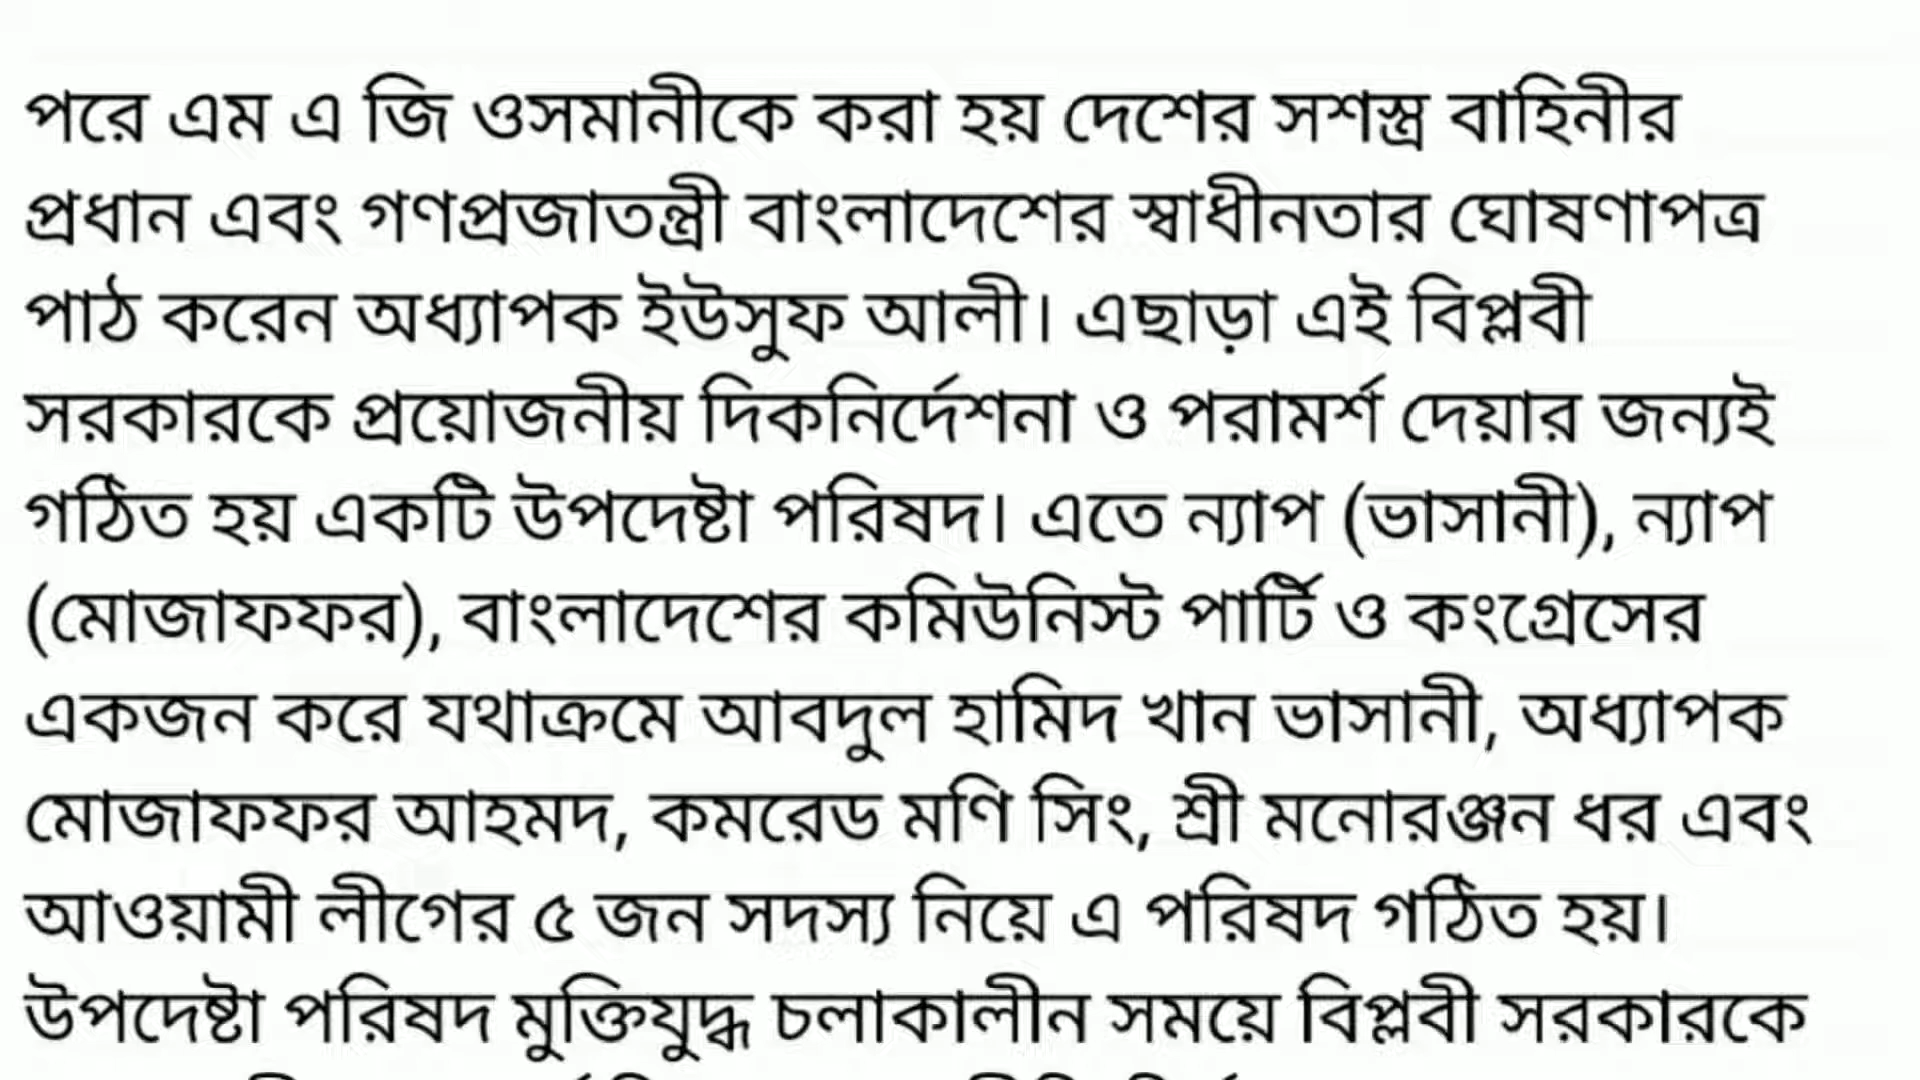 পরে এম এ জি ওসমানীকে করা হয় দেশের সশস্ত্র বাহিনীর
প্রধান এবং গণপ্রজাতন্ত্রী বাংলাদেশের স্বাধীনতার ঘোষণাপত্র
পাঠ করেন অধ্যাপক ইউসুফ আলী। এছাড়া এই বিপ্লবী
সরকারকে প্রয়োজনীয় দিকনির্দেশনা ও পরামর্শ দেয়ার জন্যই
গঠিত হয় একটি উপদেষ্টা পরিষদ। এতে ন্যাপ (ভাসানী), ন্যাপ
(মোজাফফর), বাংলাদেশের কমিউনিস্ট পার্টি ও কংগ্রেসের
একজন করে যথাক্রমে আবদুল হামিদ খান ভাসানী, অধ্যাপক
মোজাফফর আহমদ, কমরেড মণি সিং, শ্রী মনোরঞ্জন ধর এবং
আওয়ামী লীগের ৫ জন সদস্য নিয়ে এ পরিষদ গঠিত হয়।
উপদেষ্টা পরিষদ মুক্তিযুদ্ধ চলাকালীন সময়ে বিপ্লবী সরকারকে